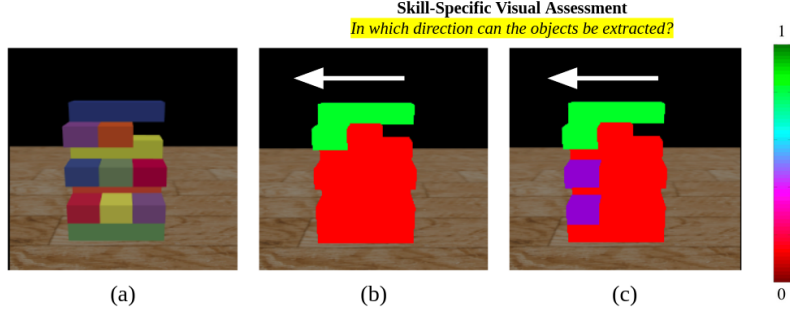 Skill-Specific Visual Assessment
In which direction can the objects be extracted?
1
0
(a)
(b)
(c)